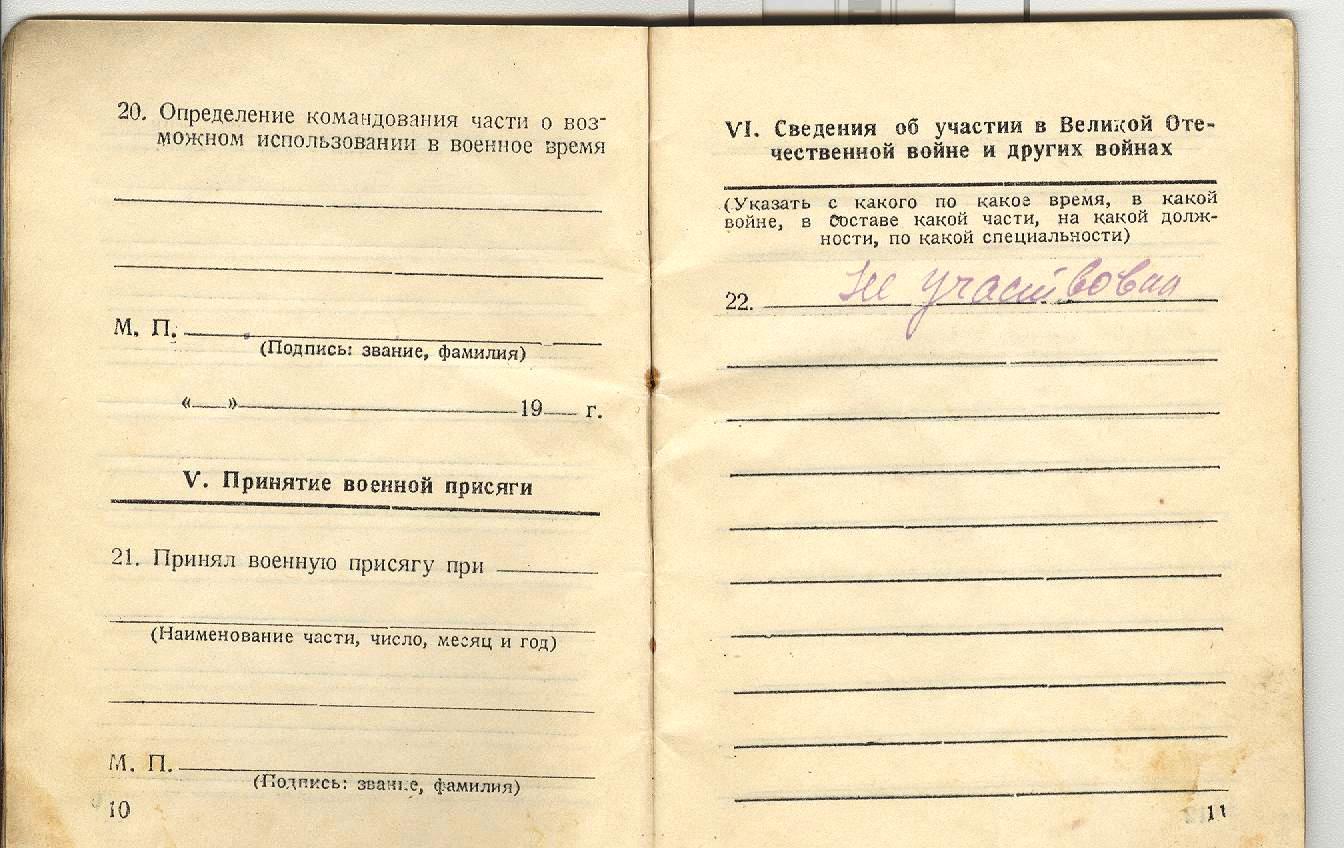 20. Определение командования части о воз-
можном использовании в военное время
М. П.
(Подпись: звание, фамилия)
«__»__19__ г.
V. Принятие военной присяги
21. Принял военную присягу при
(Наименование части, число, месяц и год)
М. П.
(Подпись: звание, фамилия)
10
VI. Сведения об участии в Великой Оте-
чественной войне и других войнах
(Указать с какого по какое время, в какой
войне, в составе какой части, на какой долж-
ности, по какой специальности)
22. Не участвовал
11